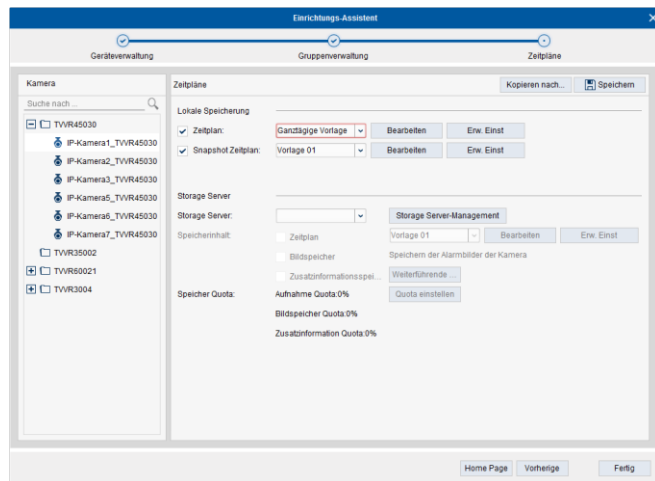 Einrichtungs-Assistent
Geräteverwaltung Gruppenverwaltung Zeitpläne
Kamera
Suche nach ...
TVVR45030
IP-Kamera1_TVVR45030
IP-Kamera2_TVVR45030
IP-Kamera3_TVVR45030
IP-Kamera5_TVVR45030
IP-Kamera6_TVVR45030
IP-Kamera7_TVVR45030
TVVR35002
TVVR60021
TVVR3004
Zeitpläne Kopieren nach... Speichern
Lokale Speicherung
Zeitplan: Ganztägige Vorlage Bearbeiten Erw. Einst
Snapshot Zeitplan: Vorlage 01 Bearbeiten Erw. Einst
Storage Server
Storage Server: Storage Server-Management
Speicherinhalt: Zeitplan Vorlage 01 Bearbeiten Erw. Einst
Bildspeicher Speichern der Alarmbilder der Kamera
Zusatzinformationsspei... Weiterführende ...
Speicher Quota: Aufnahme Quota:0% Quota einstellen
Bildspeicher Quota:0%
Zusatzinformation Quota:0%
Home Page Vorherige Fertig